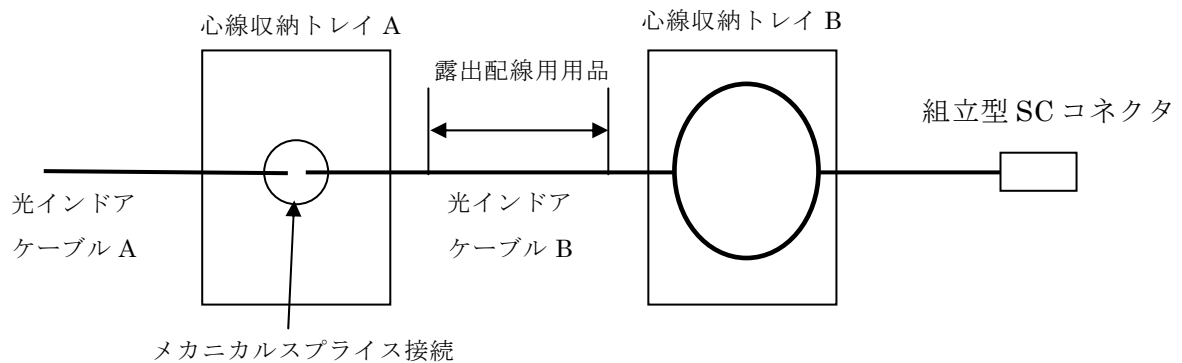 心線収納トレイ A
心線収納トレイ B
露出配線用用品
組立型 SC コネクタ
光インドア
ケーブル A
光インドア
ケーブル B
メカニカルスプライス接続